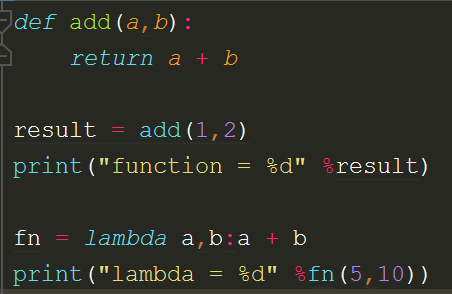 def add(a,b):
    return a + b
result = add(1,2)
print("function = %d" %result)
fn = lambda a,b:a + b
print("lambda = %d" %fn(5,10))